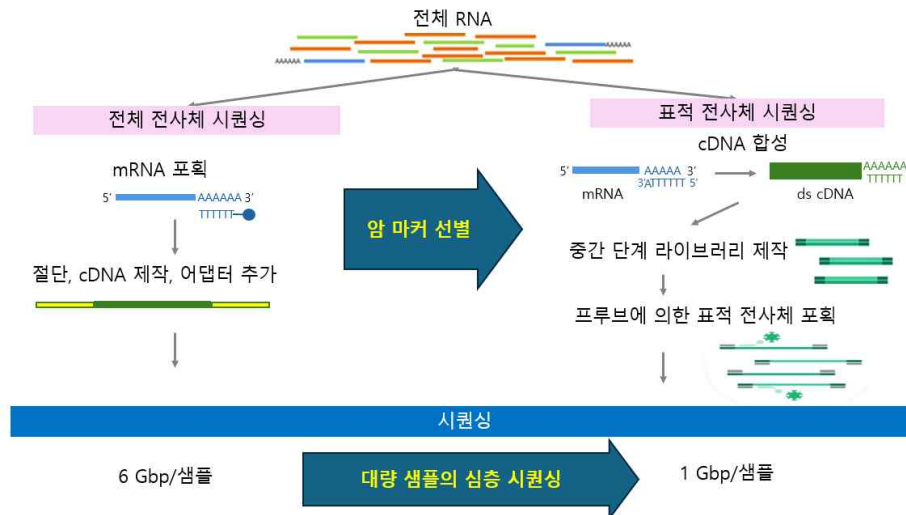 전체 RNA
AAAAA
AAAAA
전체 전사체 시퀀싱
표적 전사체 시퀀싱
mRNA 포획
5’ AAAAAA 3’
TTTTTT
절단, cDNA 제작, 어댑터 추가
암 마커 선별
cDNA 합성
5’ AAAAA 3’
3’ATTTTTT 5’
mRNA
AAAAAA
TTTTTT
ds cDNA
중간 단계 라이브러리 제작
프루브에 의한 표적 전사체 포획
시퀀싱
6 Gbp/샘플
대량 샘플의 심층 시퀀싱
1 Gbp/샘플